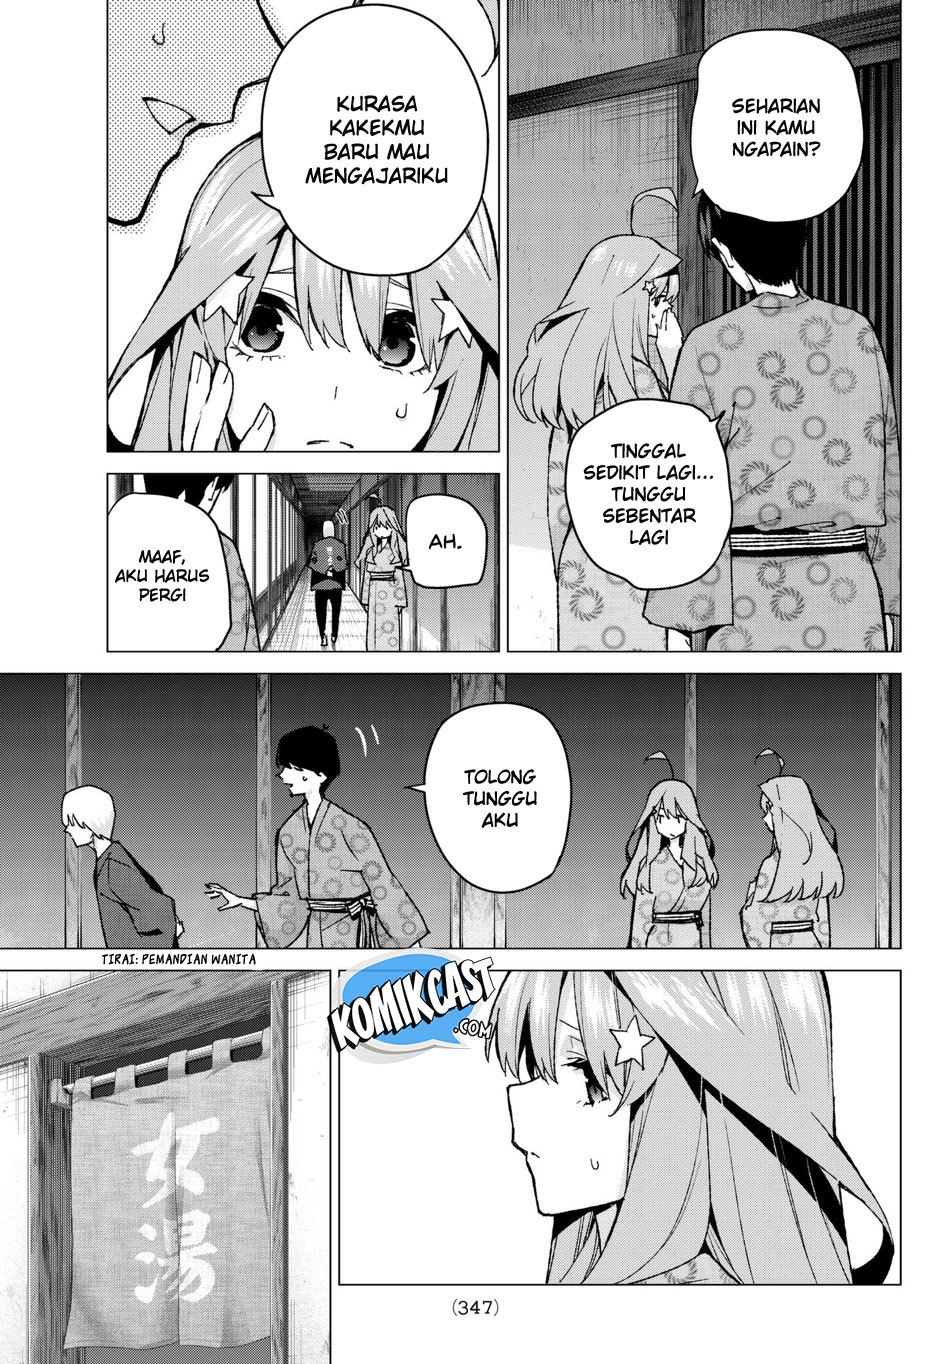 SEHARIAN
INI KAMU
NGAPAIN?
TINGGAL
SEDIKIT LAGI...
TUNGGU
SEBENTAR
LAGI
KURASA
KAKEKMU
BARU MAU
MENGAJARIKU
AH.
MAAF,
AKU HARUS
PERGI
TOLONG
TUNGGU
AKU
TIRAI: PEMANDIAN WANITA
KOMIKCAST
.COM
女湯
(347)